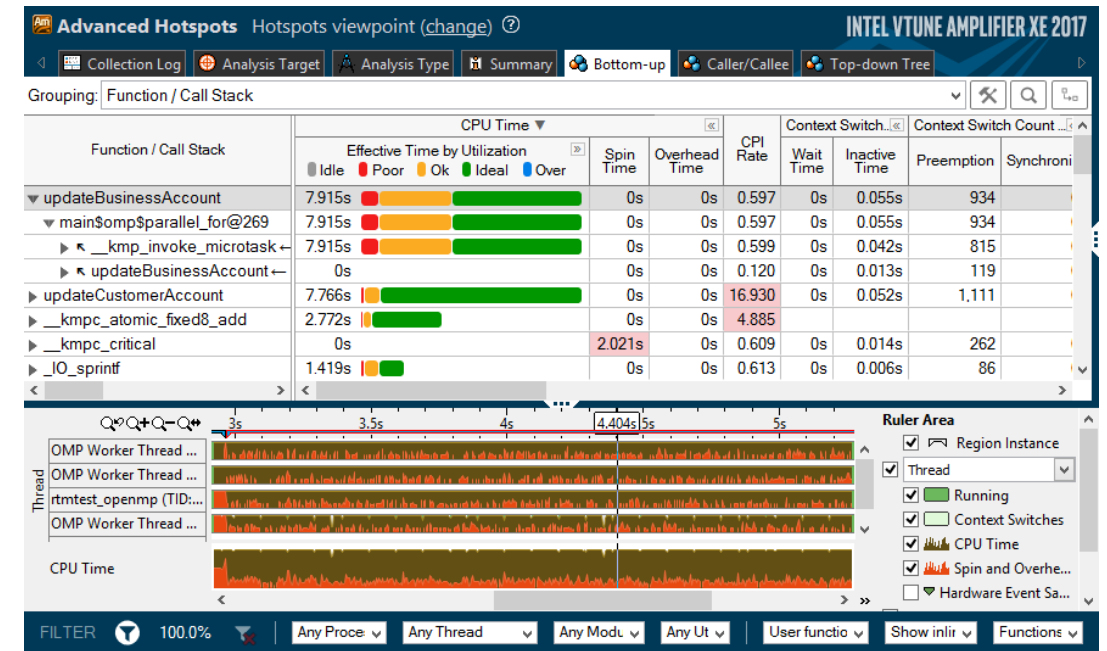 Advanced Hotspots Hotspots viewpoint (change) ? INTEL VTUNE AMPLIFIER XE 2017
Collection Log Analysis Target Analysis Type Summary Bottom-up Caller/Callee Top-down Tree
Grouping: Function / Call Stack
Function / Call Stack
CPU Time
Effective Time by Utilization
Idle Poor Ok Ideal Over
Spin Time
Overhead Time
CPI Rate
Context Switch...
Wait Time
Inactive Time
Context Switch Count ...
Preemption
Synchroni
updateBusinessAccount 7.915s 0s 0s 0.597 0s 0.055s 934
main$omp$parallel_for@269 7.915s 0s 0s 0.597 0s 0.055s 934
__kmp_invoke_microtask ← 7.915s 0s 0s 0.599 0s 0.042s 815
updateBusinessAccount ← 0s 0s 0s 0.120 0s 0.013s 119
updateCustomerAccount 7.766s 0s 0s 16.930 0s 0.052s 1,111
__kmpc_atomic_fixed8_add 2.772s 0s 0s 4.885
__kmpc_critical 0s 2.021s 0s 0.609 0s 0.014s 262
_IO_sprintf 1.419s 0s 0s 0.613 0s 0.006s 86
3s 3.5s 4s 4.404s 5s 5s
Thread
OMP Worker Thread ...
OMP Worker Thread ...
rtmtest_openmp (TID:...
OMP Worker Thread ...
CPU Time
Ruler Area
Region Instance
Thread
Running
Context Switches
CPU Time
Spin and Overhe...
Hardware Event Sa...
FILTER 100.0% Any Proce Any Thread Any Modu Any Ut User functio Show inlin Functions